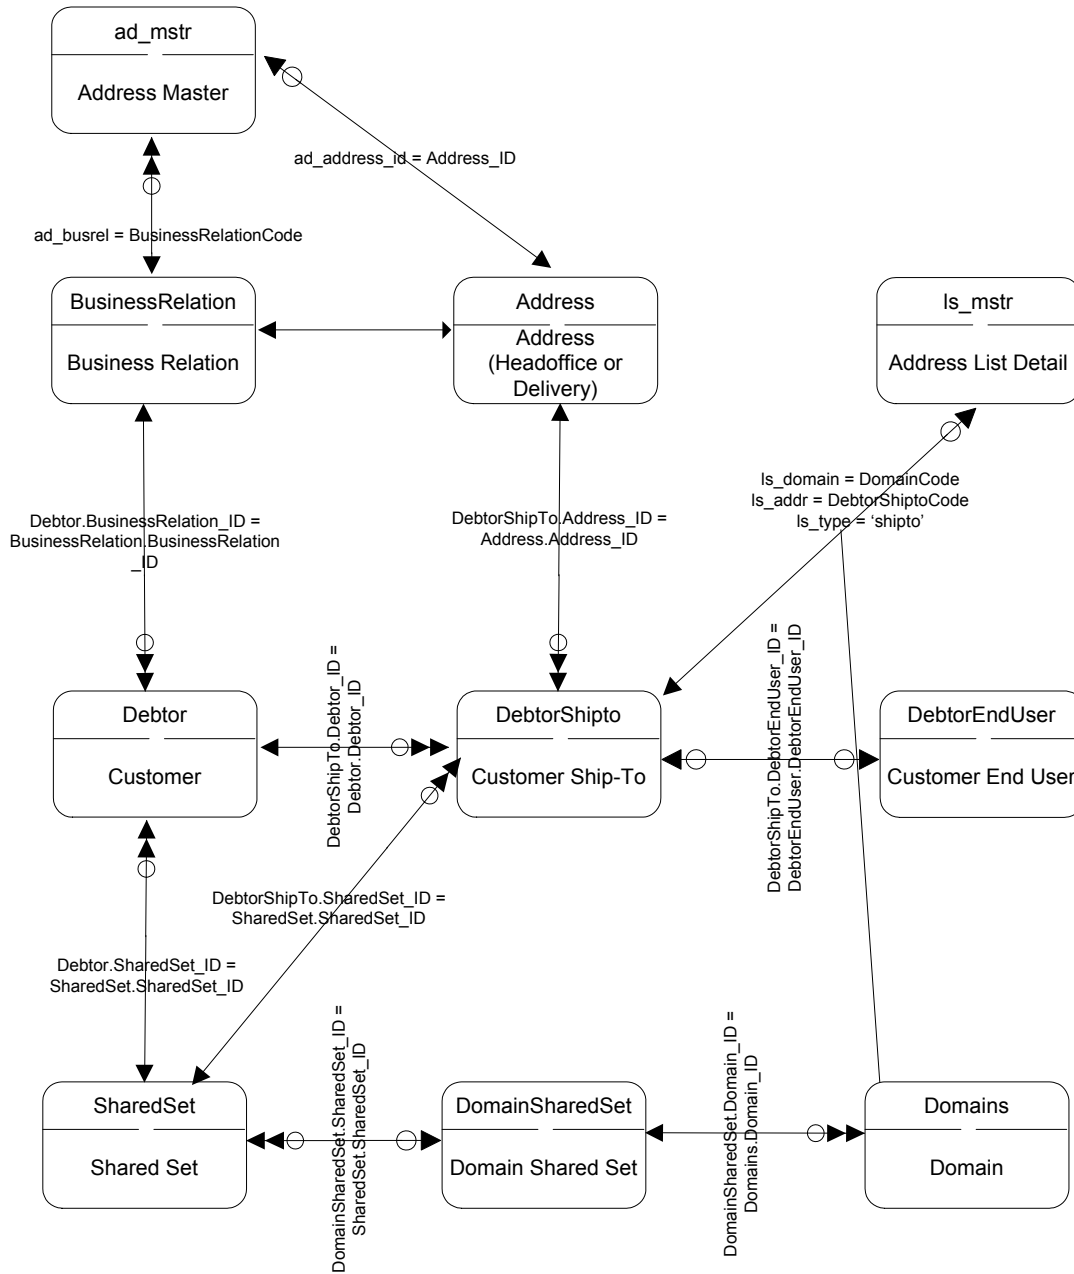 ad_mstr
Address Master
ad_address_id = Address_ID
ad_busrel = BusinessRelationCode
BusinessRelation
Business Relation
Address
Address
(Headoffice or
Delivery)
ls_mstr
Address List Detail
ls_domain = DomainCode
ls_addr = DebtorShiptoCode
ls_type = ‘shipto’
Debtor.BusinessRelation_ID =
BusinessRelation.BusinessRelation
_ID
DebtorShipTo.Address_ID =
Address.Address_ID
Debtor
Customer
DebtorShipTo.Debtor_ID =
Debtor.Debtor_ID
DebtorShipto
Customer Ship-To
DebtorShipTo.DebtorEndUser_ID =
DebtorEndUser.DebtorEndUser_ID
DebtorEndUser
Customer End User
DebtorShipTo.SharedSet_ID =
SharedSet.SharedSet_ID
Debtor.SharedSet_ID =
SharedSet.SharedSet_ID
SharedSet
Shared Set
DomainSharedSet.SharedSet_ID =
SharedSet.SharedSet_ID
DomainSharedSet
Domain Shared Set
DomainSharedSet.Domain_ID =
Domains.Domain_ID
Domains
Domain